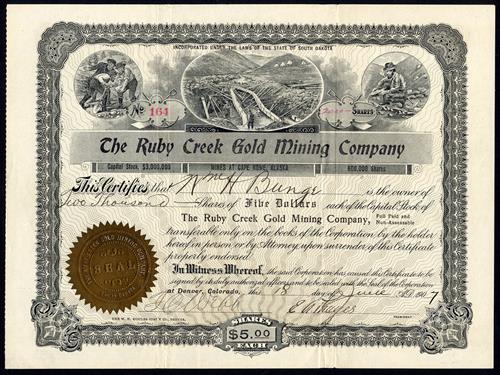 INCORPORATED UNDER THE LAWS OF THE STATE OF SOUTH DAKOTA
No 164
SHARES
The Ruby Creek Gold Mining Company
Capital Stock, $3,000,000
MINES AT CAPE NOME, ALASKA
600,000 Shares
This Certifies that Wm H Bunge is the owner of
Two Thousand Shares of Five Dollars each of the Capital Stock of
The Ruby Creek Gold Mining Company, Full Paid and Non-Assessable
transferable only on the books of the Corporation by the holder
hereof in person or by Attorney upon surrender of this Certificate
properly endorsed.
In Witness Whereof, the said Corporation has caused this Certificate to be
signed by its duly authorized officers and to be sealed with the Seal of the Corporation
at Denver, Colorado, this 8 day of June A.D. 1907
SEAL
PRESIDENT
SHARES
$5.00
EACH